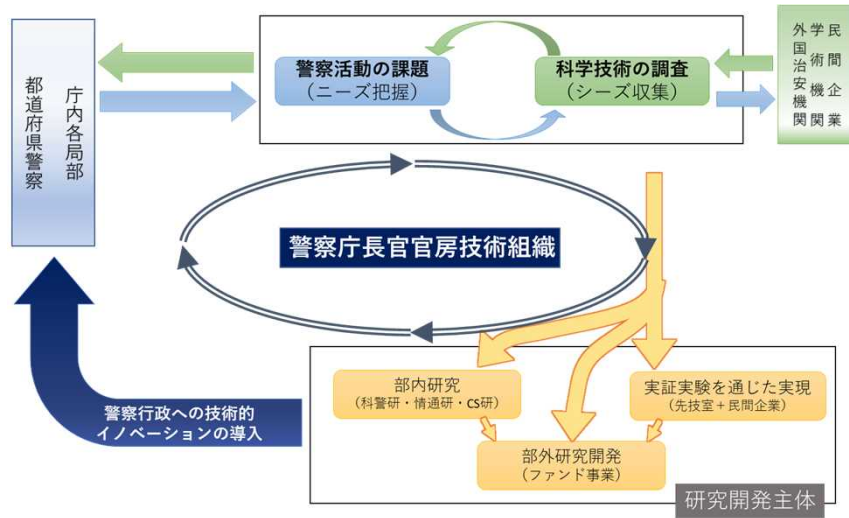 庁内各局部
都道府県警察
警察活動の課題
(ニーズ把握)
科学技術の調査
(シーズ収集)
民間企業
学術機関
外国治安機関
警察庁長官官房技術組織
警察行政への技術的
イノベーションの導入
部内研究
(科警研・情通研・CS研)
実証実験を通じた実現
(先技室+民間企業)
部外研究開発
(ファンド事業)
研究開発主体